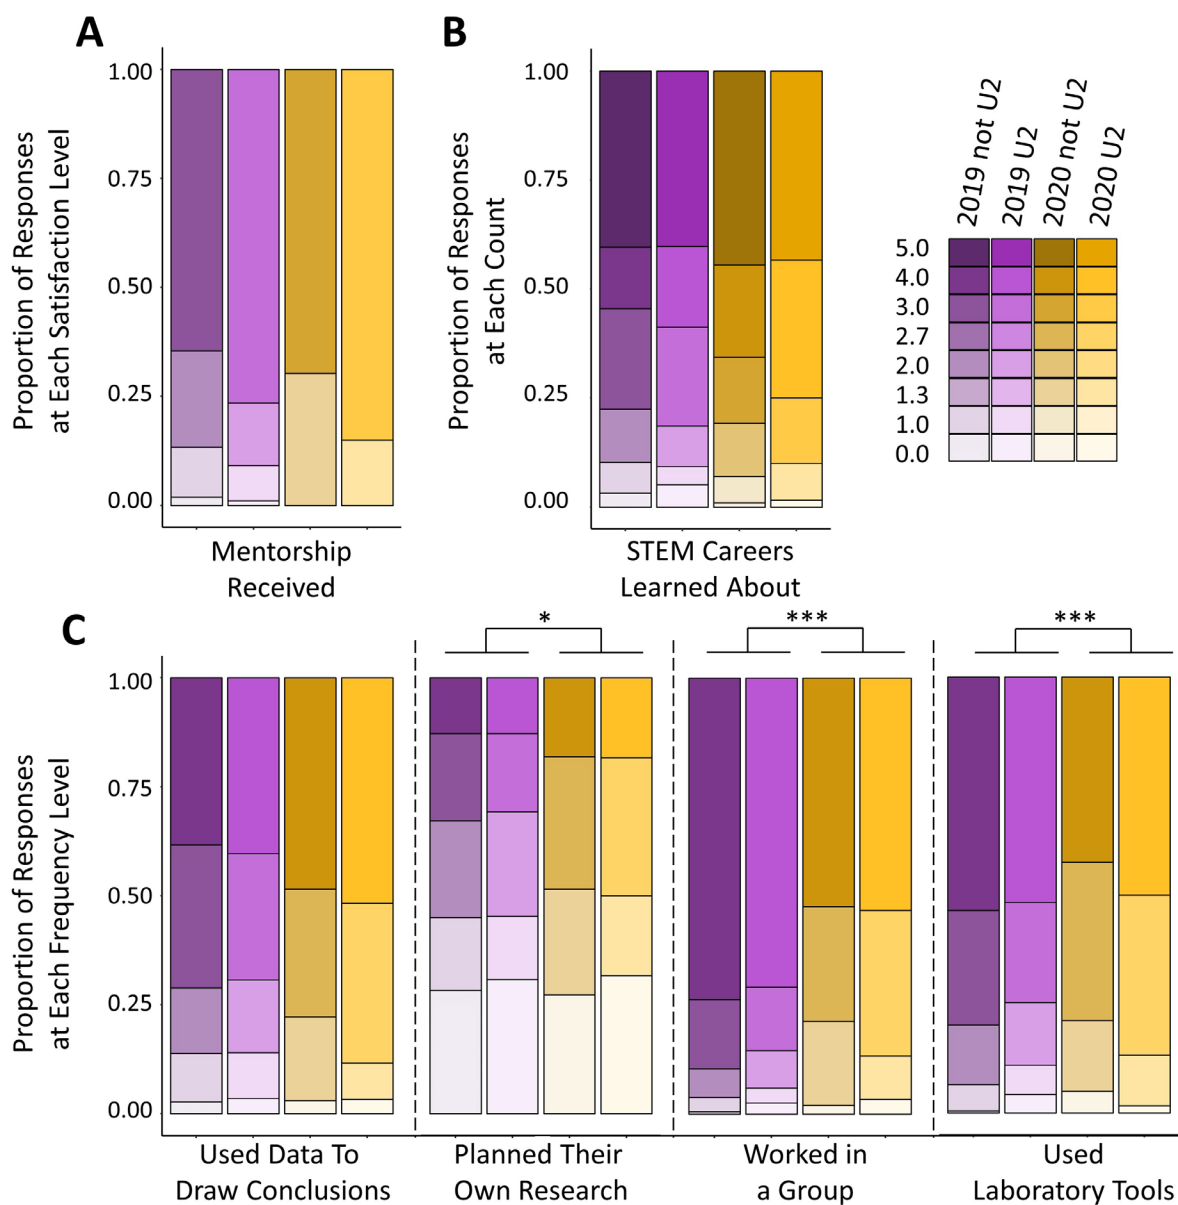 A
Proportion of Responses
at Each Satisfaction Level
1.00
0.75
0.50
0.25
0.00
Mentorship
Received
B
Proportion of Responses
at Each Count
1.00
0.75
0.50
0.25
0.00
STEM Careers
Learned About
2019 not U2
2019 U2
2020 not U2
2020 U2
5.0
4.0
3.0
2.7
2.0
1.3
1.0
0.0
C
Proportion of Responses
at Each Frequency Level
1.00
0.75
0.50
0.25
0.00
*
***
***
Used Data To
Draw Conclusions
Planned Their
Own Research
Worked in
a Group
Used
Laboratory Tools